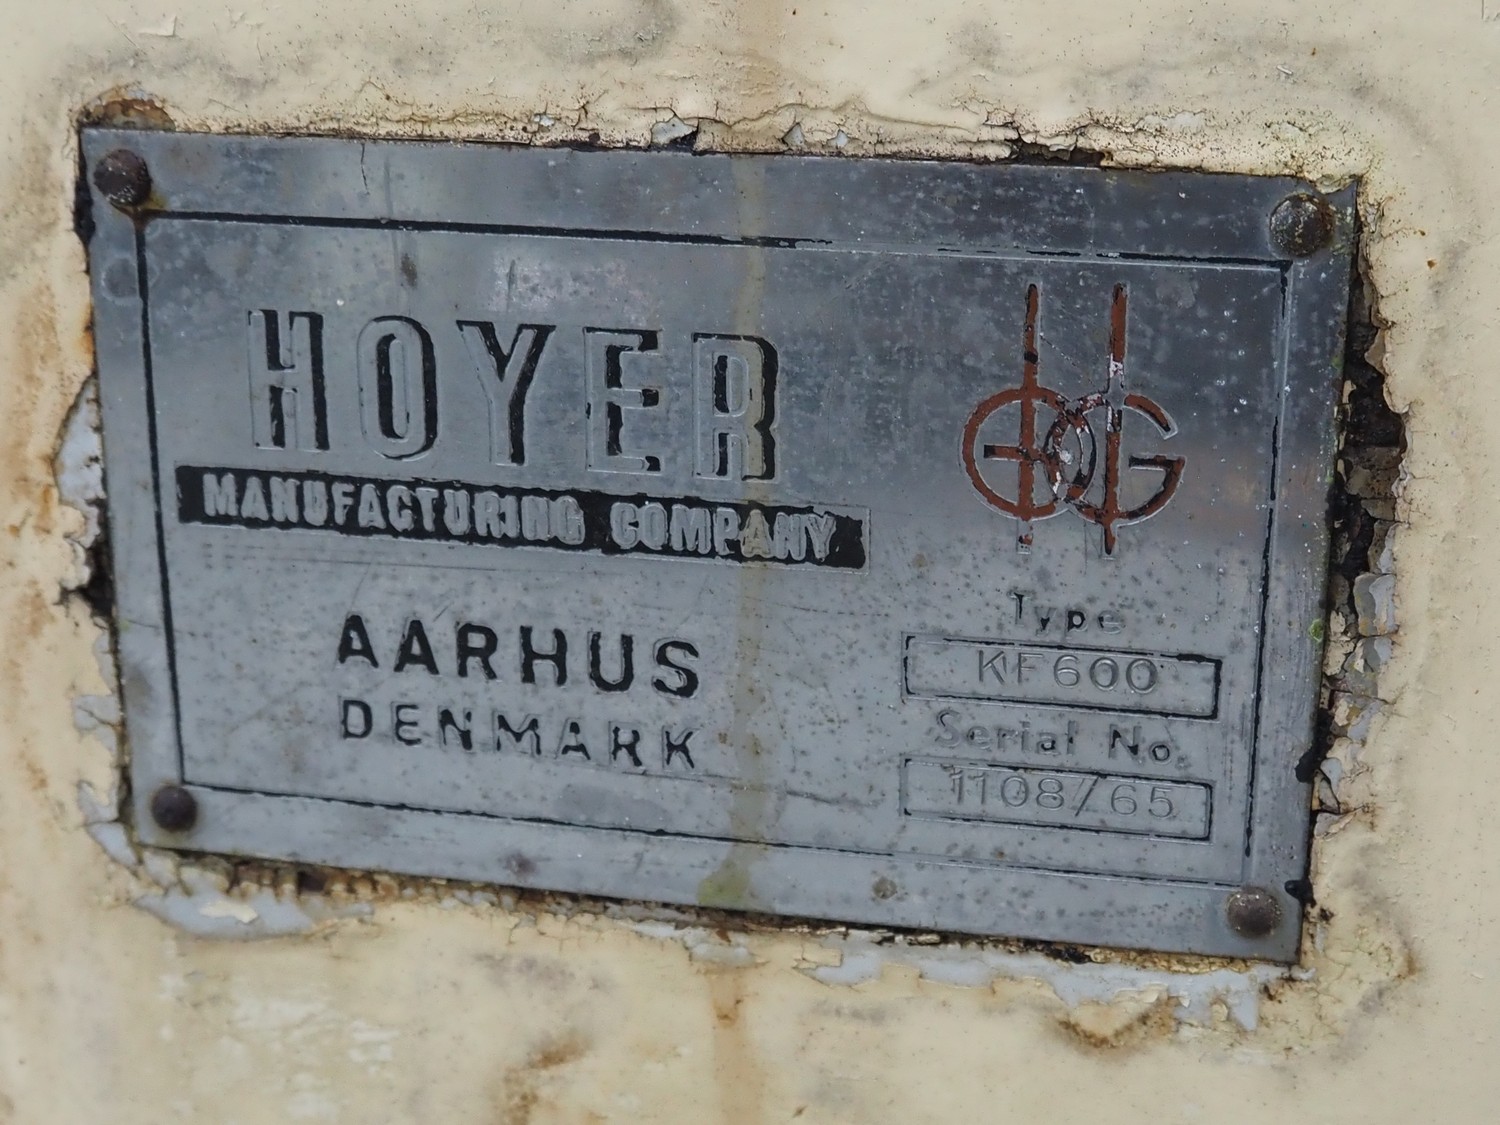 HOYER
MANUFACTURING COMPANY
AARHUS
DENMARK
Type
KF600
Serial No.
1108/65